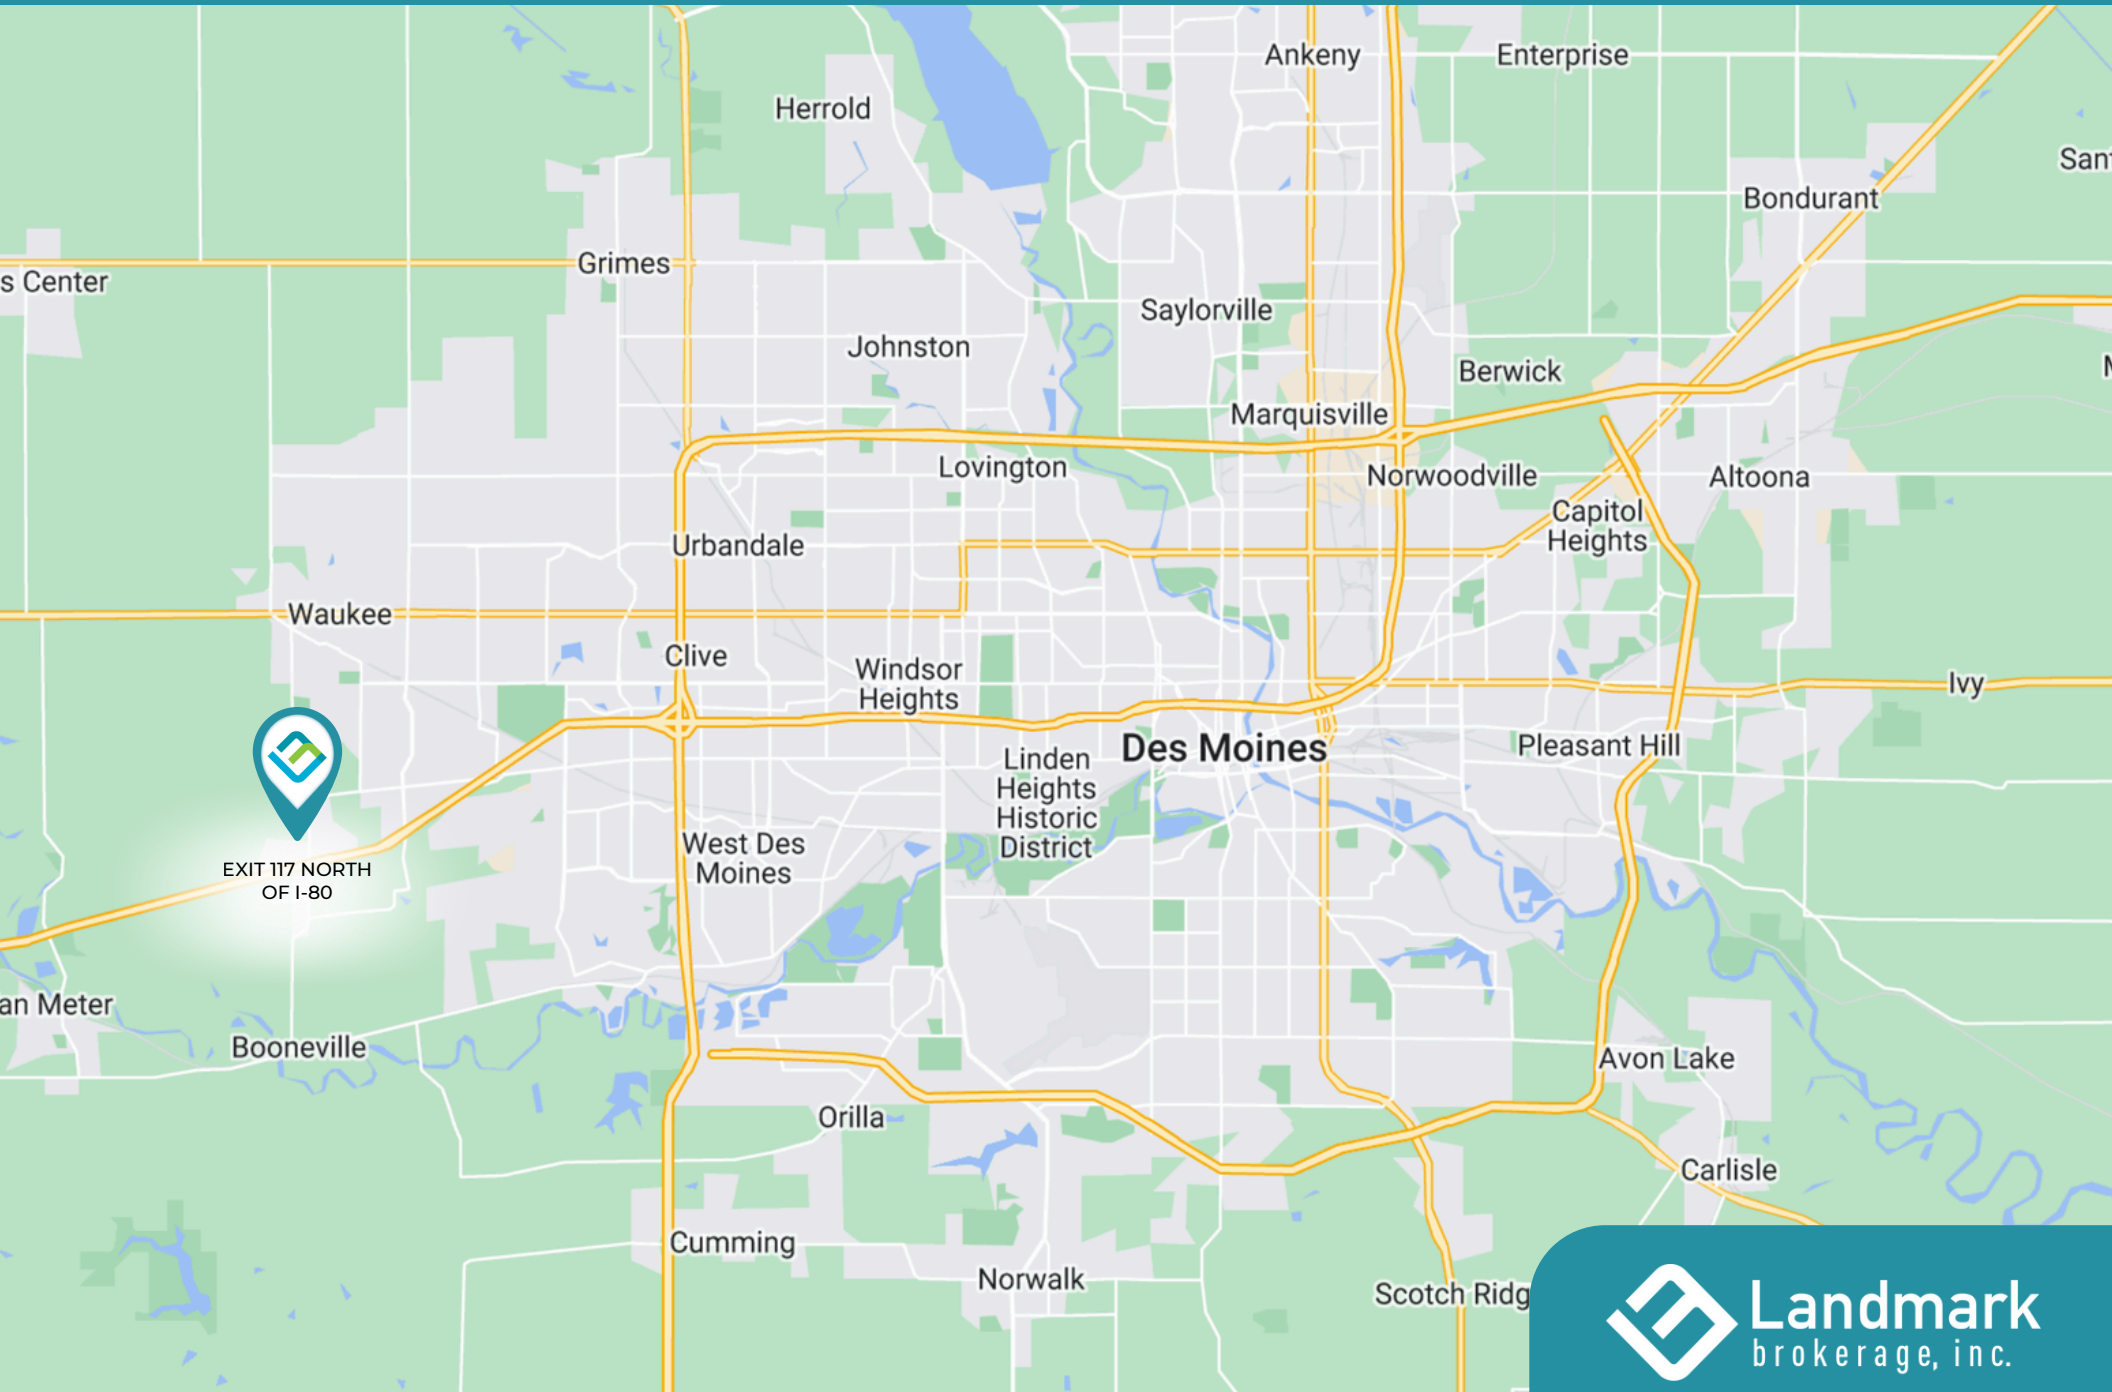 Ankeny
Enterprise
Herrold
Sant
Bondurant
Grimes
s Center
Saylorville
Johnston
Berwick
Marquisville
Lovington
Norwoodville
Altoona
Capitol
Heights
Urbandale
Waukee
Clive
Windsor
Heights
Ivy
Des Moines
Pleasant Hill
Linden
Heights
Historic
District
West Des
Moines
EXIT 117 NORTH
OF I-80
an Meter
Booneville
Avon Lake
Orilla
Carlisle
Cumming
Norwalk
Scotch Ridg
Landmark
brokerage, inc.